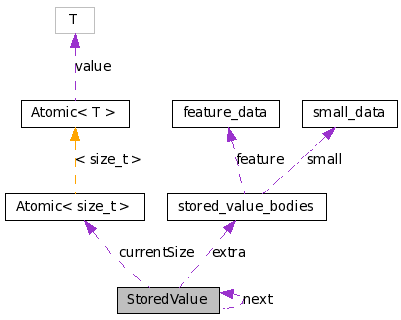 T
value
Atomic< T >
feature_data
small_data
< size_t >
feature
small
Atomic< size_t >
stored_value_bodies
currentSize
extra
StoredValue
next